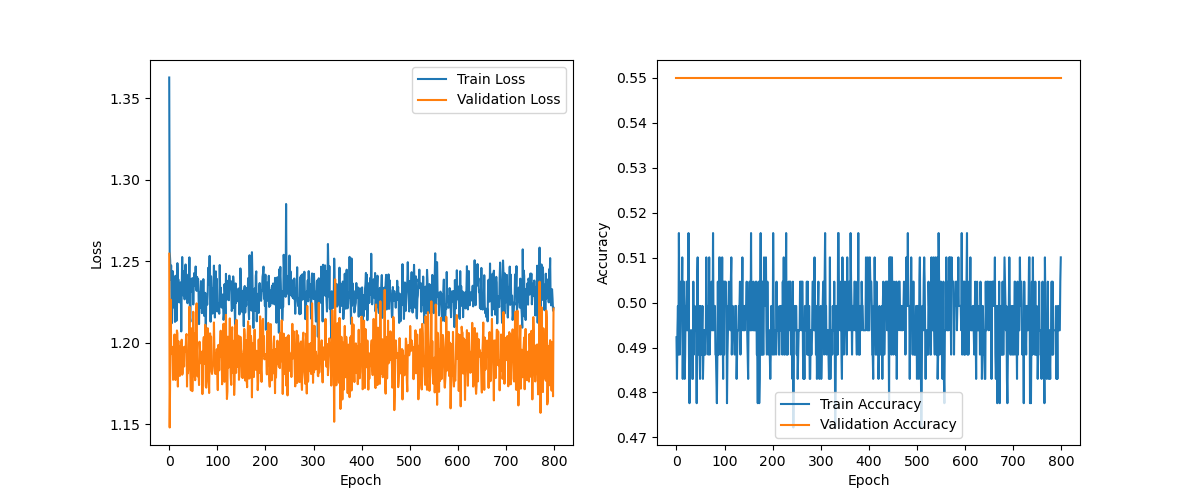 Train Loss
Validation Loss
1.35
1.30
1.25
1.20
1.15
Loss
0 100 200 300 400 500 600 700 800
Epoch
0.55
0.54
0.53
0.52
0.51
0.50
0.49
0.48
0.47
Accuracy
Train Accuracy
Validation Accuracy
0 100 200 300 400 500 600 700 800
Epoch